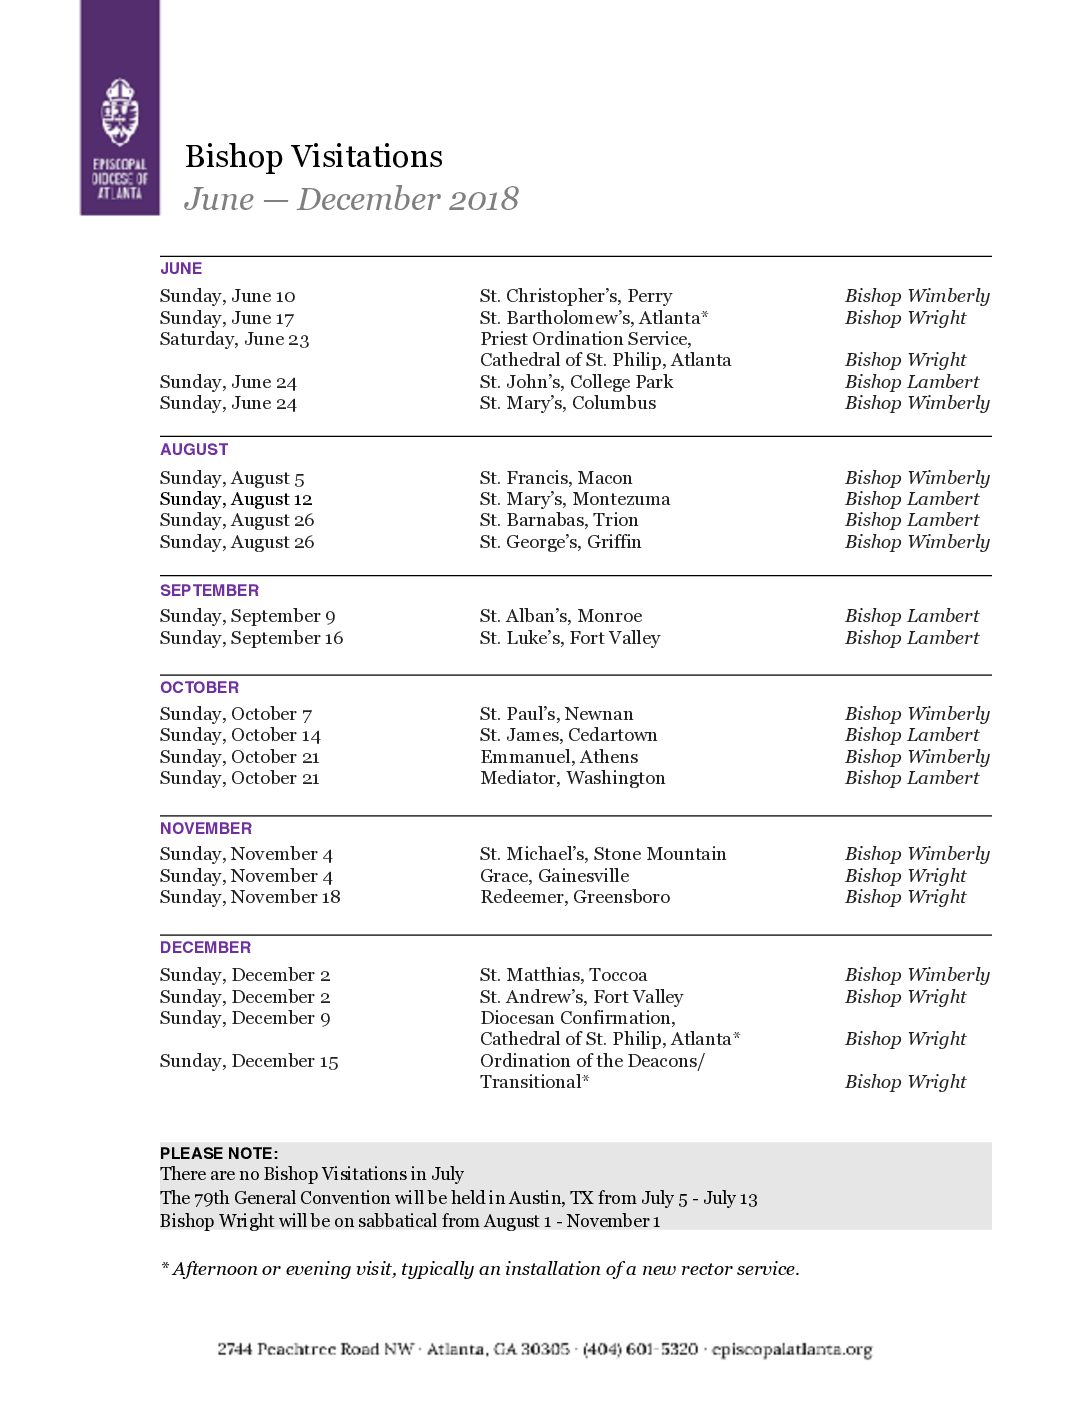 EPISCOPAL
DIOCESE OF
ATLANTA
Bishop Visitations
June — December 2018
JUNE
Sunday, June 10 St. Christopher's, Perry Bishop Wimberly
Sunday, June 17 St. Bartholomew's, Atlanta* Bishop Wright
Saturday, June 23 Priest Ordination Service,
Cathedral of St. Philip, Atlanta Bishop Wright
Sunday, June 24 St. John's, College Park Bishop Lambert
Sunday, June 24 St. Mary's, Columbus Bishop Wimberly
AUGUST
Sunday, August 5 St. Francis, Macon Bishop Wimberly
Sunday, August 12 St. Mary's, Montezuma Bishop Lambert
Sunday, August 26 St. Barnabas, Trion Bishop Lambert
Sunday, August 26 St. George's, Griffin Bishop Wimberly
SEPTEMBER
Sunday, September 9 St. Alban's, Monroe Bishop Lambert
Sunday, September 16 St. Luke's, Fort Valley Bishop Lambert
OCTOBER
Sunday, October 7 St. Paul's, Newnan Bishop Wimberly
Sunday, October 14 St. James, Cedartown Bishop Lambert
Sunday, October 21 Emmanuel, Athens Bishop Wimberly
Sunday, October 21 Mediator, Washington Bishop Lambert
NOVEMBER
Sunday, November 4 St. Michael's, Stone Mountain Bishop Wimberly
Sunday, November 4 Grace, Gainesville Bishop Wright
Sunday, November 18 Redeemer, Greensboro Bishop Wright
DECEMBER
Sunday, December 2 St. Matthias, Toccoa Bishop Wimberly
Sunday, December 2 St. Andrew's, Fort Valley Bishop Wright
Sunday, December 9 Diocesan Confirmation,
Cathedral of St. Philip, Atlanta* Bishop Wright
Sunday, December 15 Ordination of the Deacons/
Transitional* Bishop Wright
PLEASE NOTE:
There are no Bishop Visitations in July
The 79th General Convention will be held in Austin, TX from July 5 - July 13
Bishop Wright will be on sabbatical from August 1 - November 1
* Afternoon or evening visit, typically an installation of a new rector service.
2744 Peachtree Road NW · Atlanta, GA 30305 · (404) 601-5320 · episcopalatlanta.org